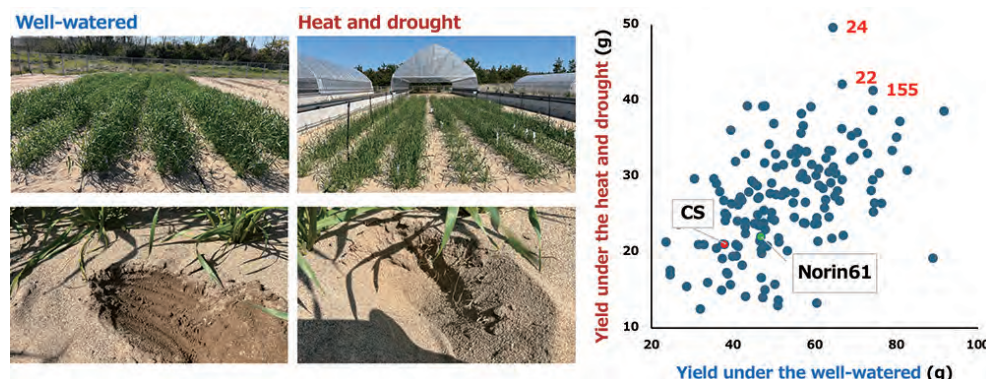 Well-watered
Heat and drought
Yield under the heat and drought (g)
50
40
30
20
10
24
22
155
CS
Norin61
20
40
60
80
100
Yield under the well-watered (g)